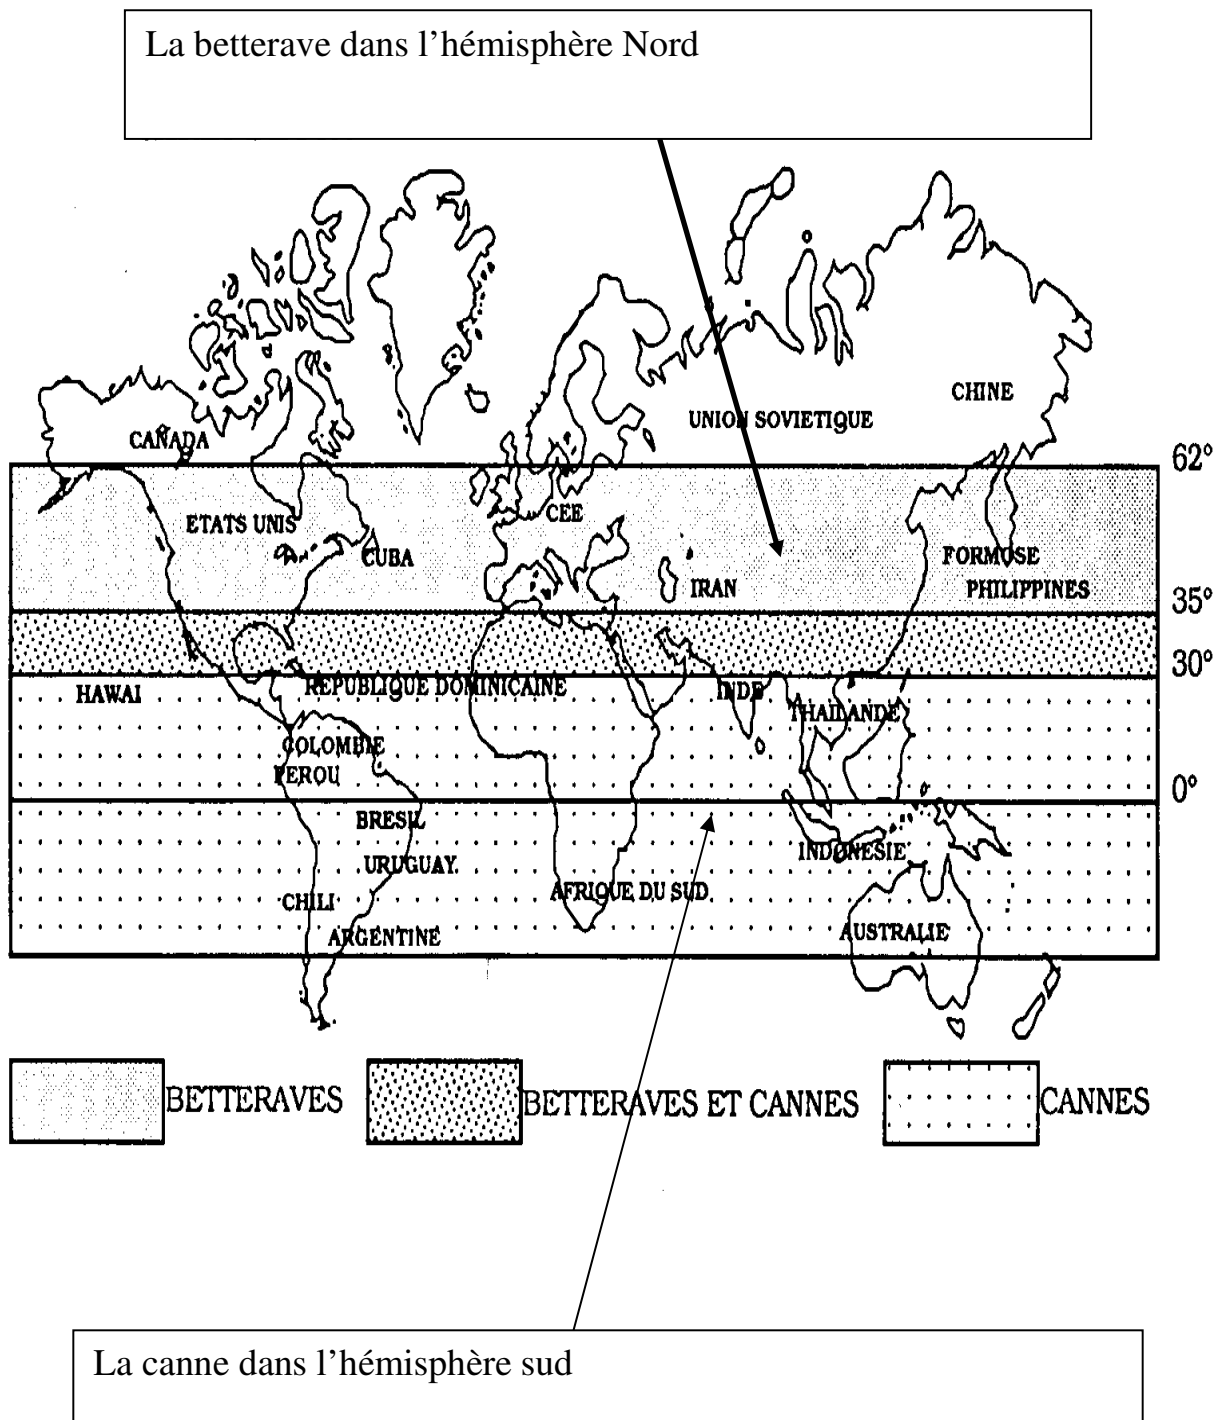 La betterave dans l’hémisphère Nord
CHINE
UNION SOVIETIQUE
CANADA
62°
ETATS UNIS
CEE
CUBA
FORMOSE
IRAN
PHILIPPINES
35°
30°
HAWAI
REPUBLIQUE DOMINICAINE
INDE
THAILANDE
COLOMBIE
PEROU
0°
BRESIL
INDONESIE
URUGUAY.
CHILI
AFRIQUE DU SUD
ARGENTINE
AUSTRALIE
BETTERAVES
BETTERAVES ET CANNES
CANNES
La canne dans l’hémisphère sud